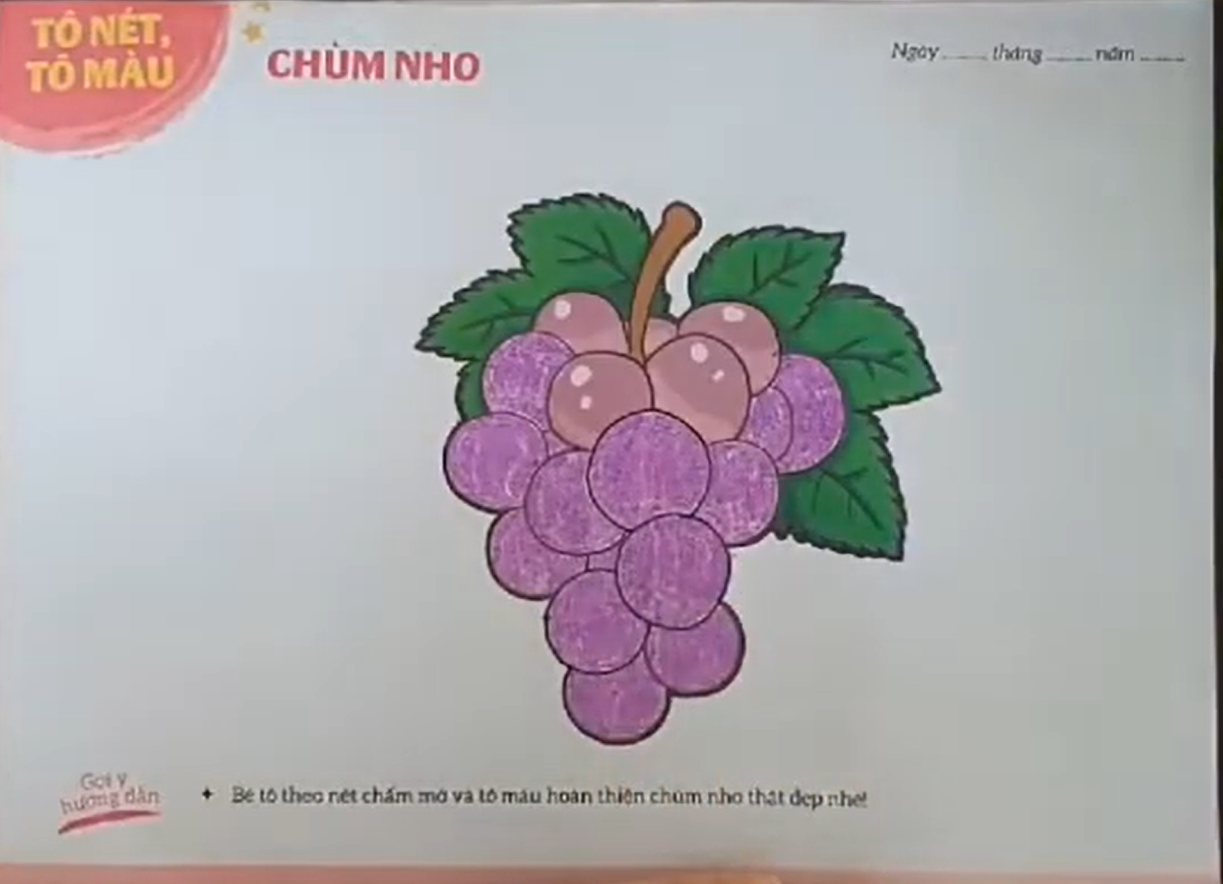 TÔ NÉT,
TÔ MÀU
CHÙM NHO
Ngày ..... tháng ..... năm .....
Gợi ý
hướng dẫn
Bé tô theo nét chấm mờ và tô màu hoàn thiện chùm nho thật đẹp nhé!